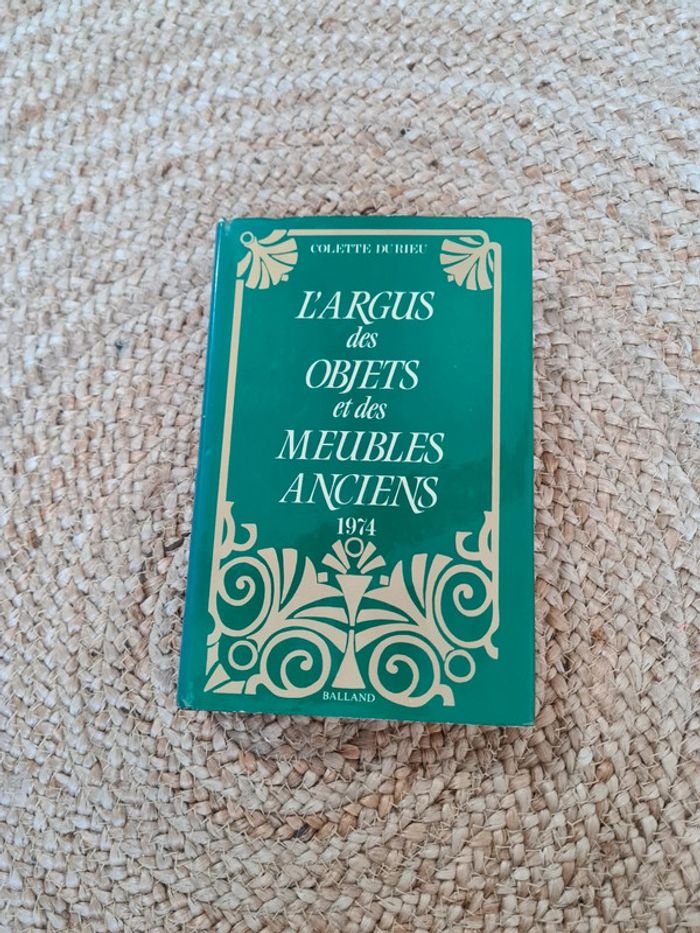 COLETTE DURIEU
L'ARGUS
des
OBJETS
et des
MEUBLES
ANCIENS
1974
BALLAND